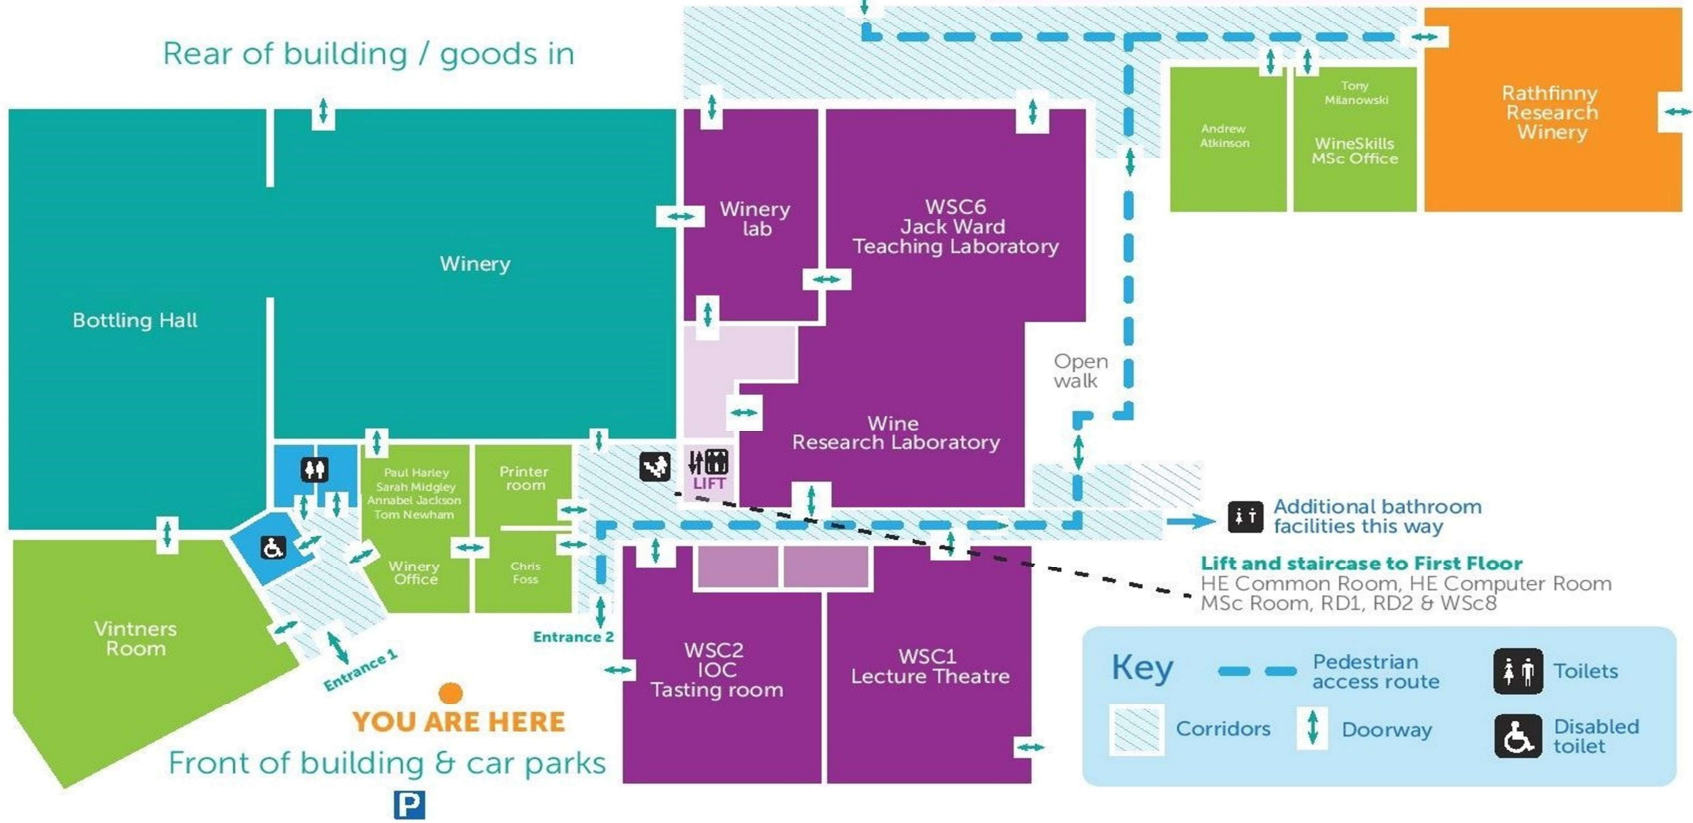 Rear of building / goods in
Bottling Hall
Winery
Winery
lab
WSC6
Jack Ward
Teaching Laboratory
Andrew
Atkinson
Tony
Milanowski
WineSkills
MSc Office
Rathfinny
Research
Winery
Open
walk
Wine
Research Laboratory
Paul Harley
Sarah Midgley
Annabel Jackson
Tom Newham
Winery
Office
Printer
room
Chris
Foss
LIFT
Additional bathroom
facilities this way
Lift and staircase to First Floor
HE Common Room, HE Computer Room
MSc Room, RD1, RD2 & WSc8
Vintners
Room
Entrance 1
Entrance 2
WSC2
IOC
Tasting room
WSC1
Lecture Theatre
YOU ARE HERE
Front of building & car parks
P
Key
Pedestrian
access route
Toilets
Corridors
Doorway
Disabled
toilet